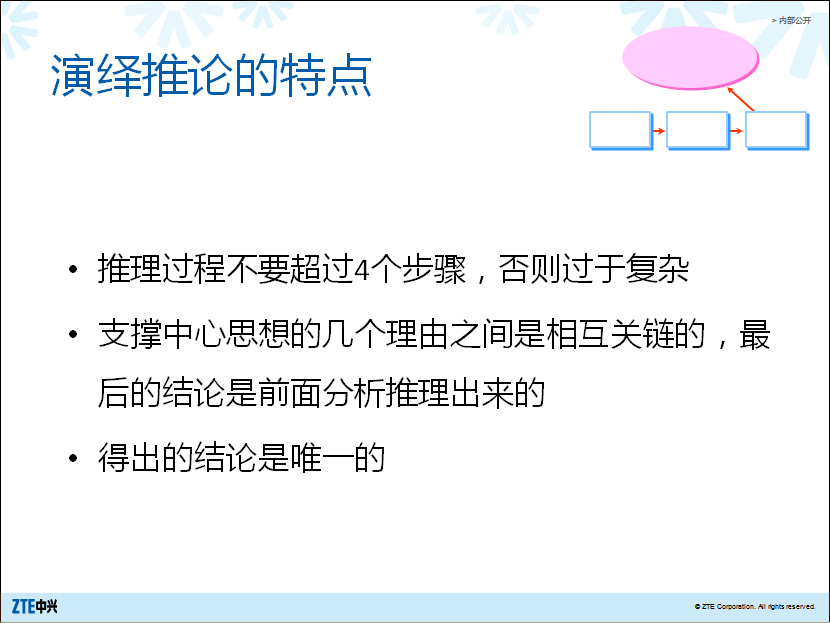 > 内部公开
演绎推论的特点
• 推理过程不要超过4个步骤，否则过于复杂
• 支撑中心思想的几个理由之间是相互关链的，最
后的结论是前面分析推理出来的
• 得出的结论是唯一的
ZTE中兴
© ZTE Corporation. All rights reserved.